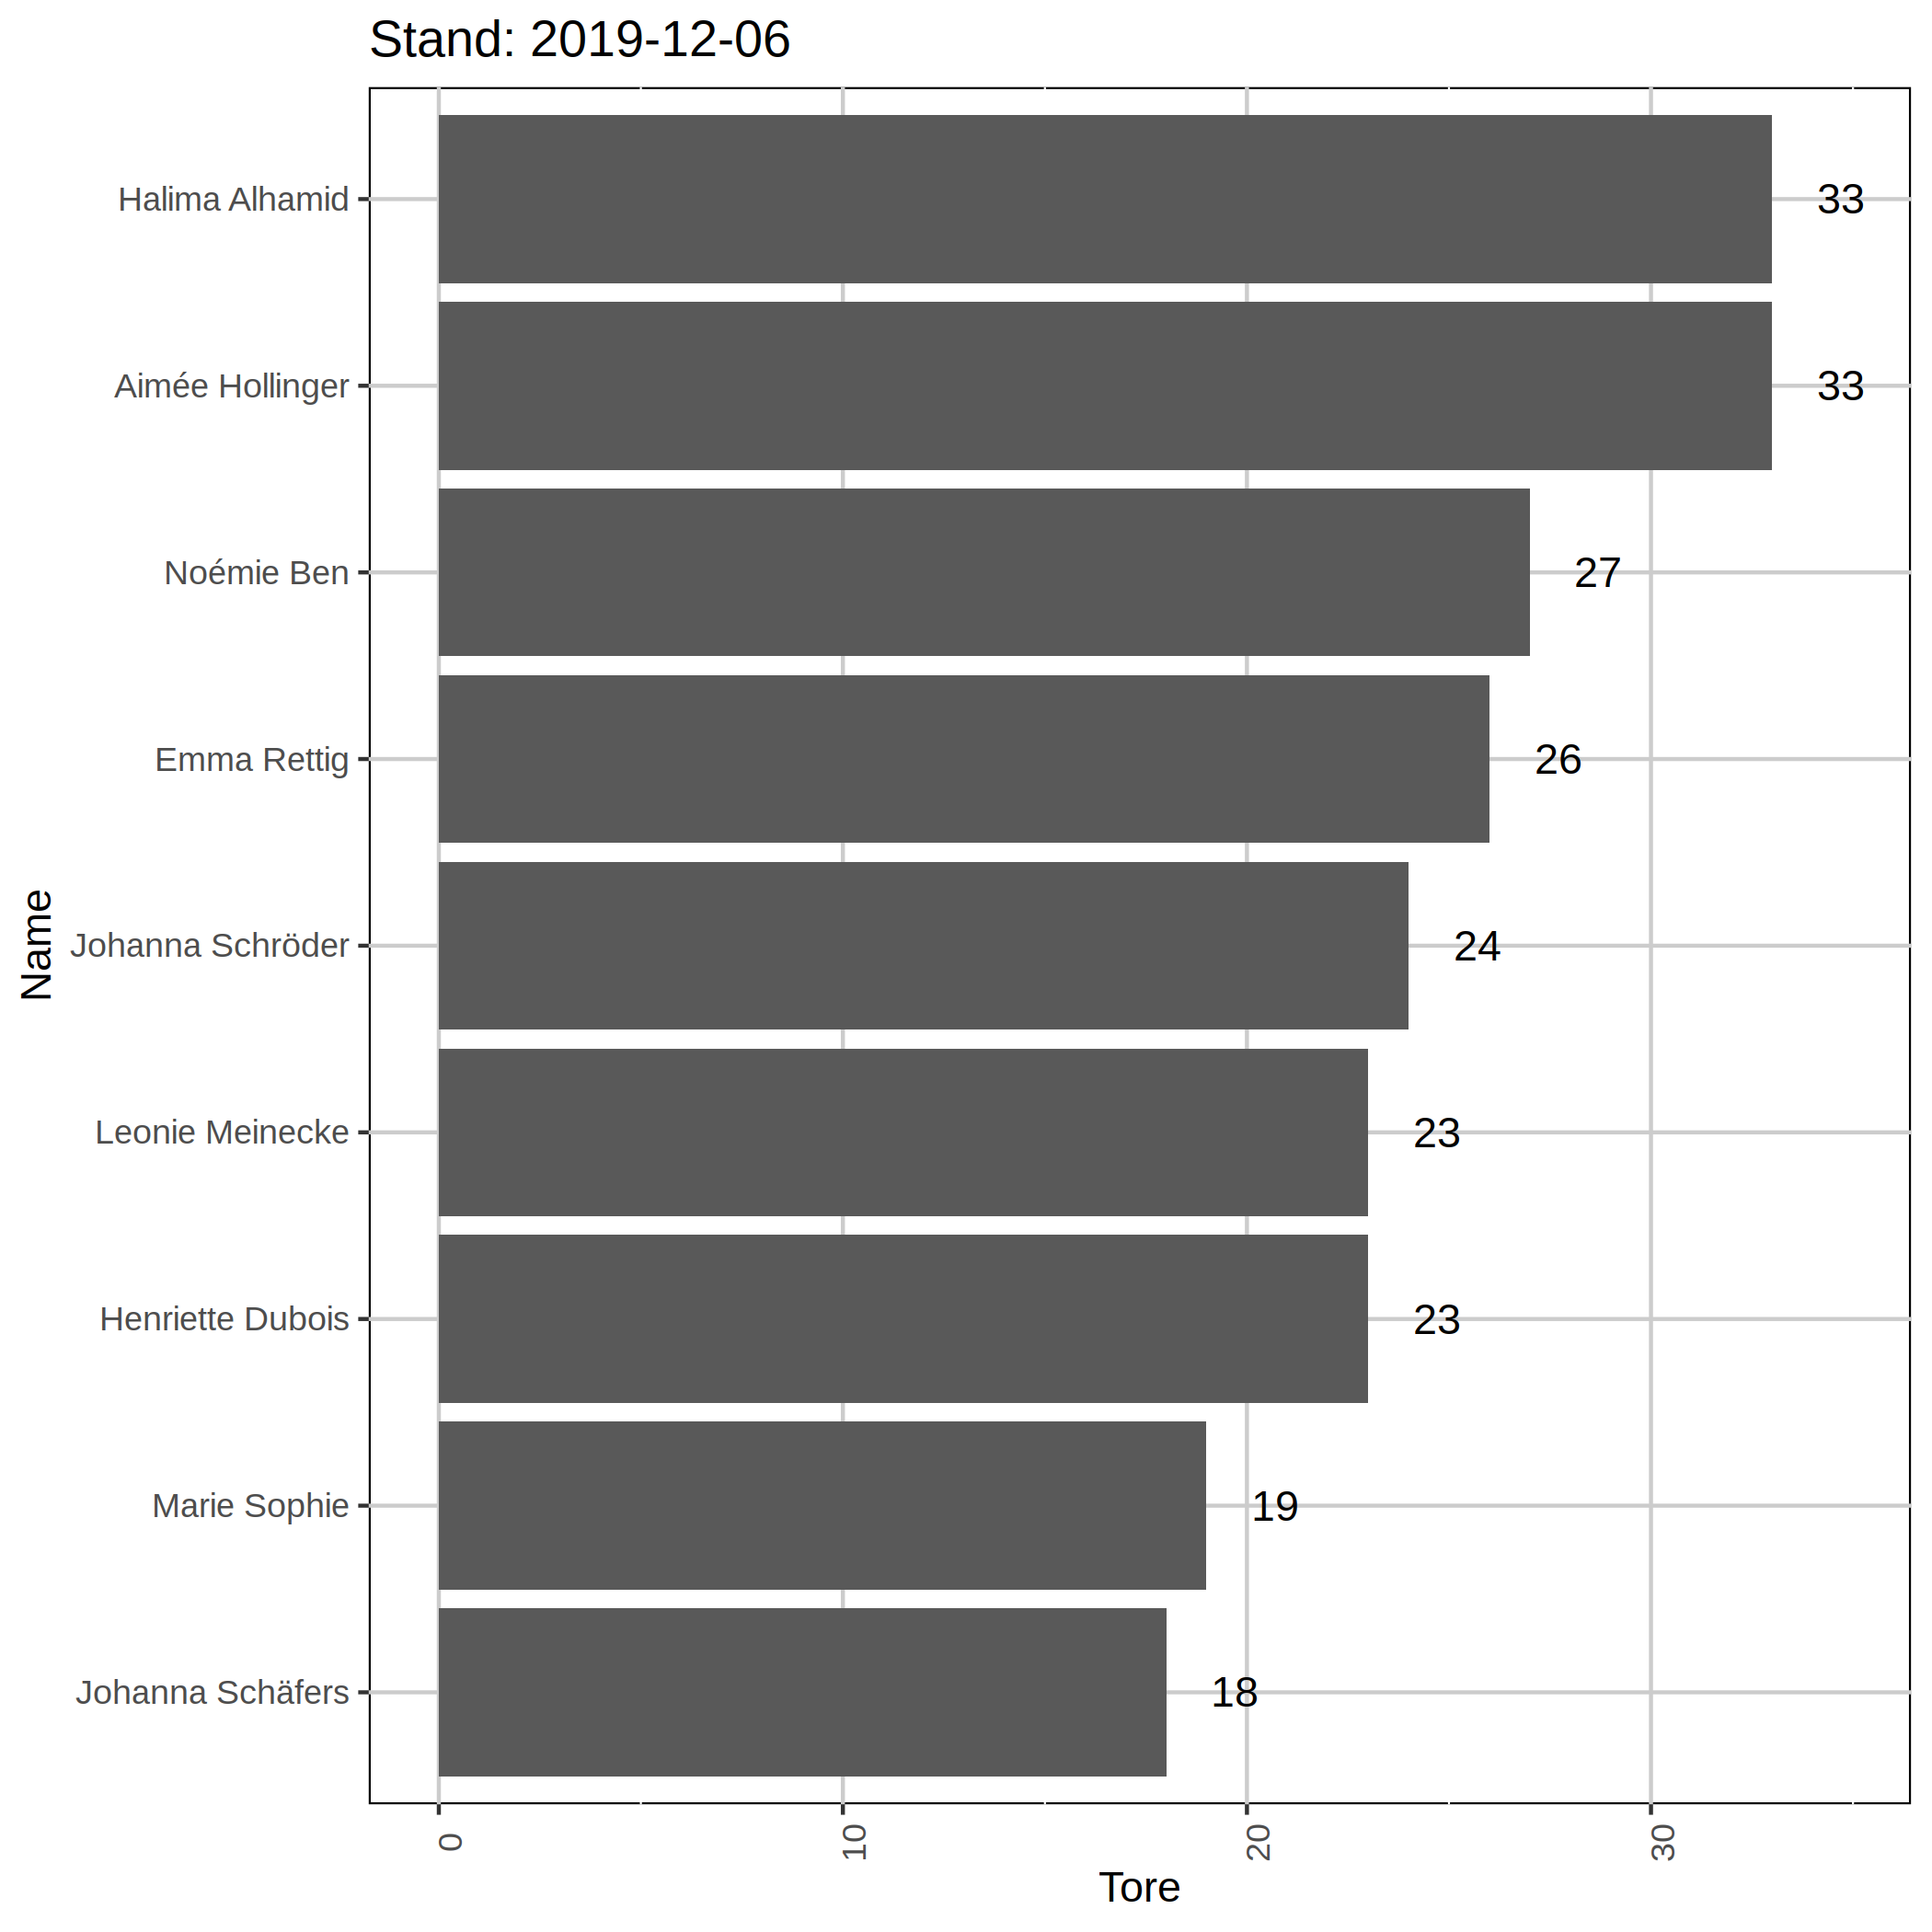 Stand: 2019-12-06
Halima Alhamid 33
Aimée Hollinger 33
Noémie Ben 27
Emma Rettig 26
Johanna Schröder 24
Leonie Meinecke 23
Henriette Dubois 23
Marie Sophie 19
Johanna Schäfers 18
Name
0 10 20 30
Tore